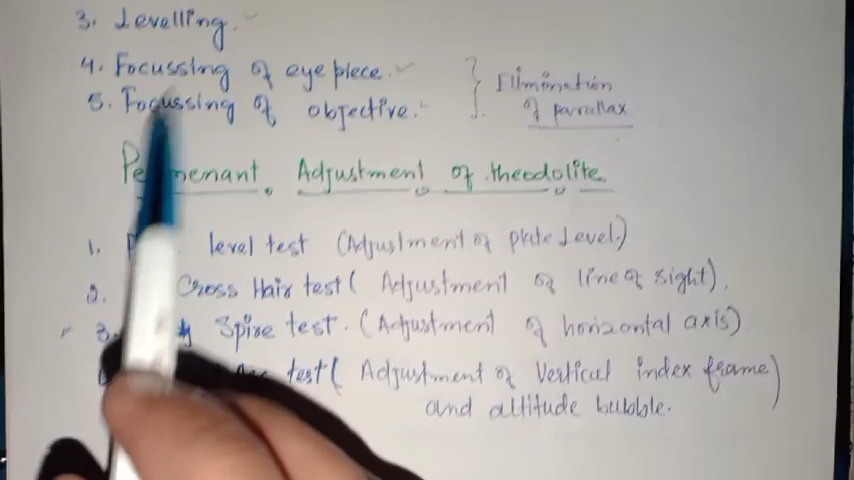 3. Levelling.
4. Focussing of eye piece.
5. Focussing of objective.
} Elimination
of parallax
Permenant Adjustment of theodolite.
1. level test (Adjustment of plate Level,)
2. Cross Hair test ( Adjustment of line of sight).
3. Spire test. (Adjustment of horizontal axis)
test ( Adjustment of Vertical index frame
and altitude bubble. )